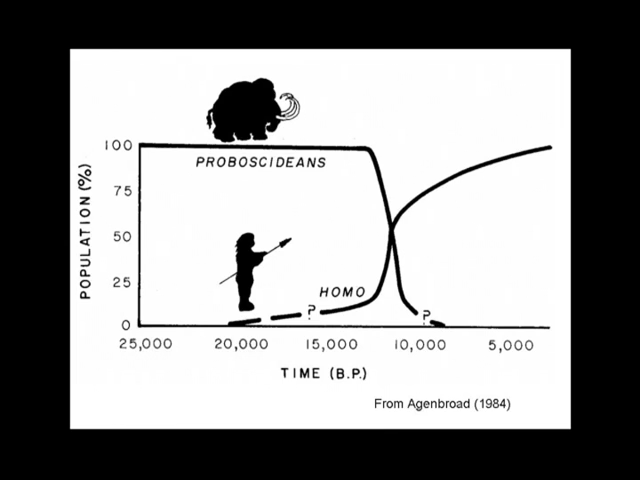 100
PROBOSCIDEANS
75
POPULATION (%)
50
25
HOMO
?
?
0
25,000 20,000 15,000 10,000 5,000
TIME (B.P.)
From Agenbroad (1984)